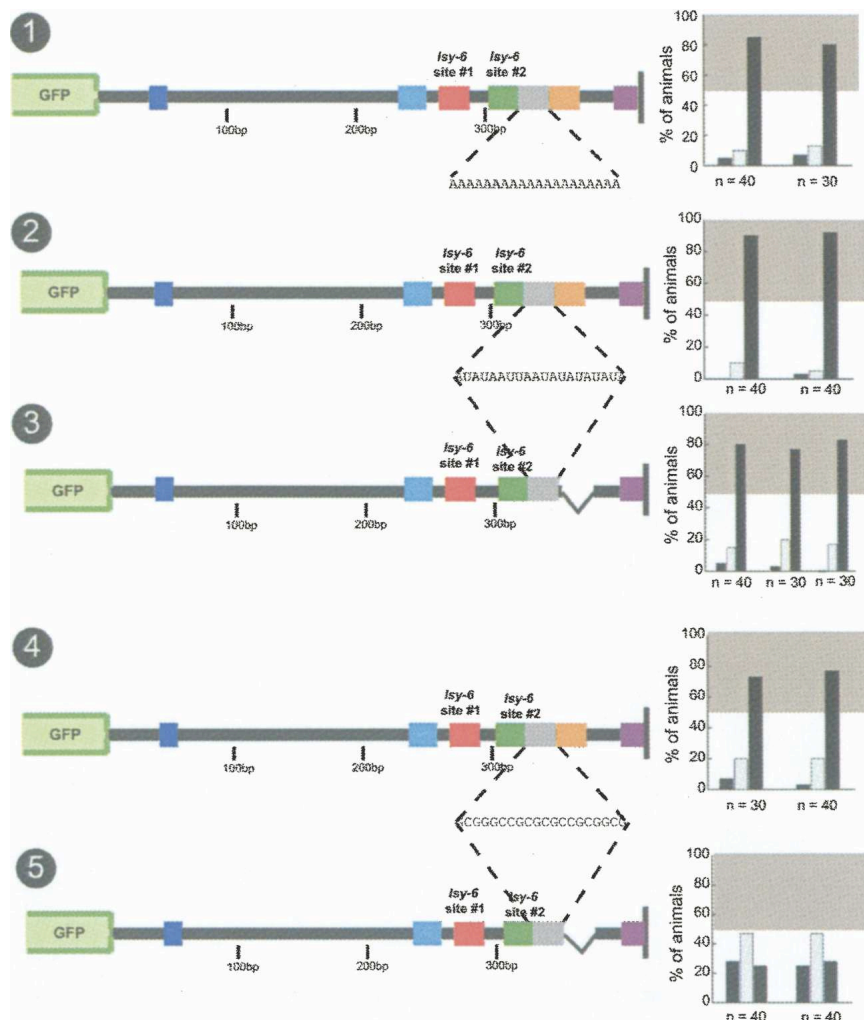 1
lsy-6 lsy-6
site #1 site #2
GFP
100bp 200bp 300bp
AAAAAAAAAAAAAAAAAAAA
% of animals
100
80
60
40
20
0
n = 40 n = 30
2
lsy-6 lsy-6
site #1 site #2
GFP
100bp 200bp 300bp
AUAUAAUUAAUAUAUAUAUA
% of animals
100
80
60
40
20
0
n = 40 n = 40
3
lsy-6 lsy-6
site #1 site #2
GFP
100bp 200bp 300bp
% of animals
100
80
60
40
20
0
n = 40 n = 30 n = 30
4
lsy-6 lsy-6
site #1 site #2
GFP
100bp 200bp 300bp
GCGGGCCGCGCGCCGCGGCC
% of animals
100
80
60
40
20
0
n = 30 n = 40
5
lsy-6 lsy-6
site #1 site #2
GFP
100bp 200bp 300bp
% of animals
100
80
60
40
20
0
n = 40 n = 40